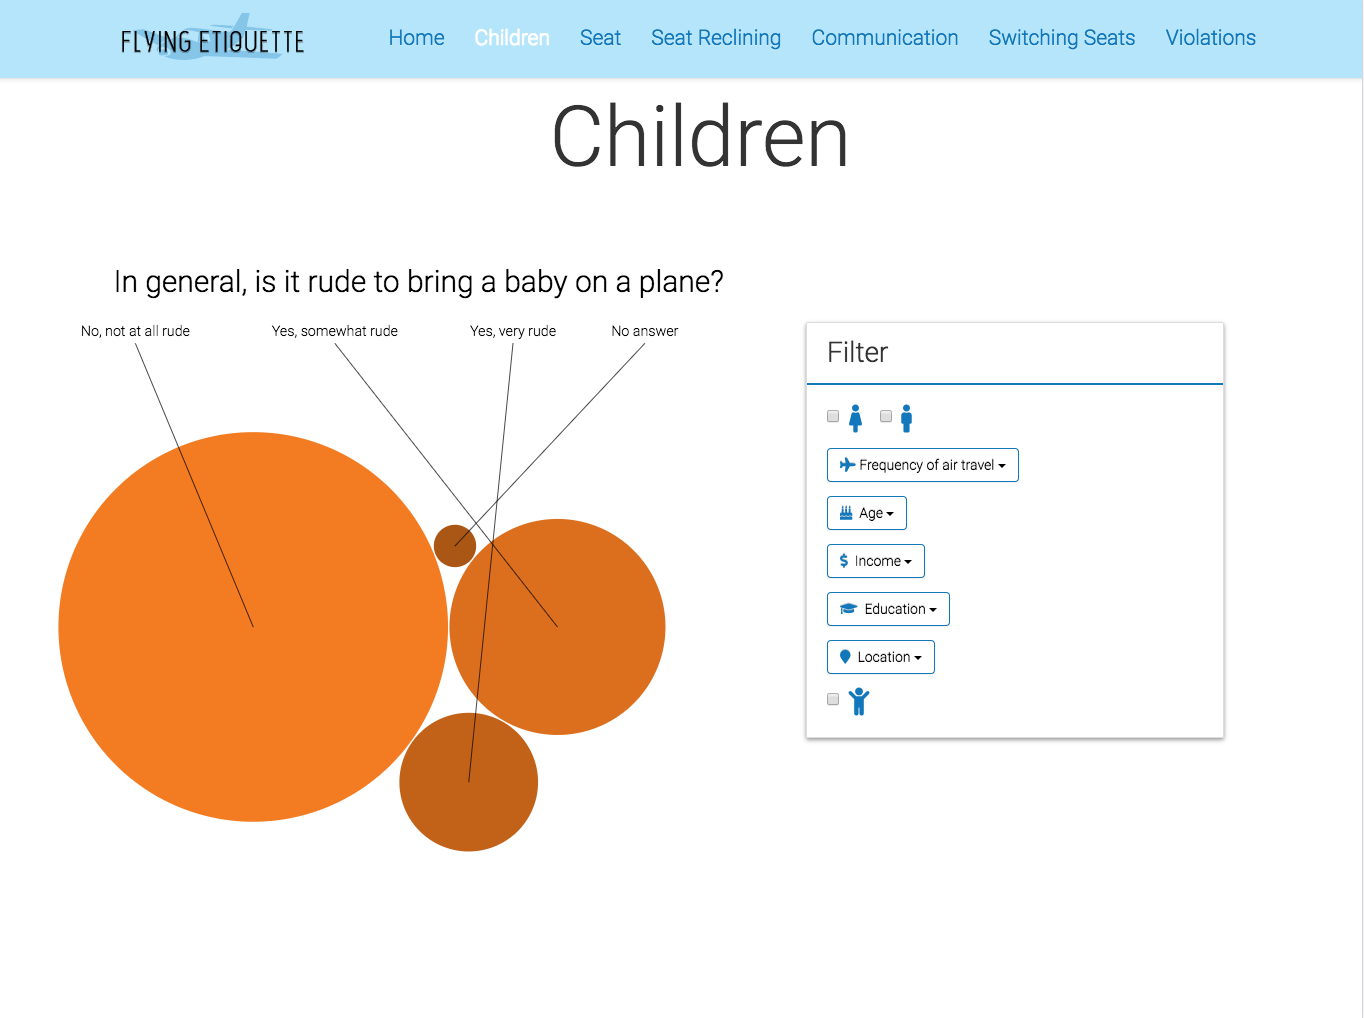 FLYING ETIQUETTE
Home Children Seat Seat Reclining Communication Switching Seats Violations
Children
In general, is it rude to bring a baby on a plane?
No, not at all rude Yes, somewhat rude Yes, very rude No answer
Filter
Frequency of air travel
Age
Income
Education
Location